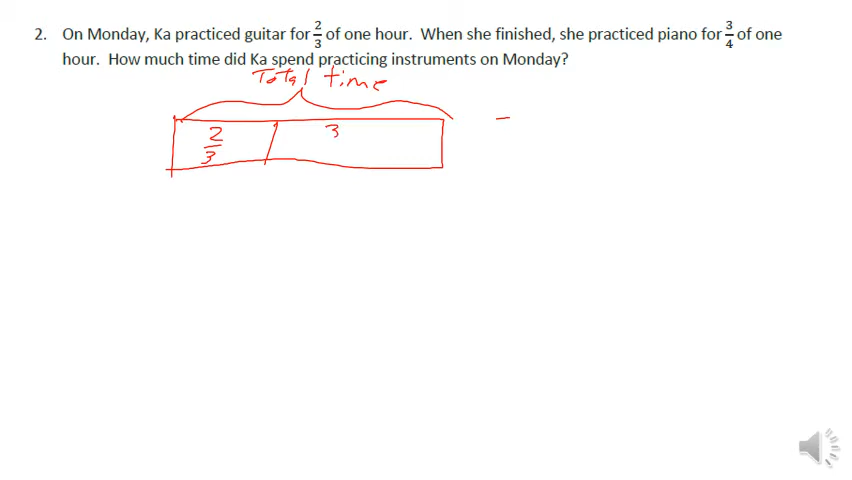 2. On Monday, Ka practiced guitar for 2/3 of one hour. When she finished, she practiced piano for 3/4 of one
hour. How much time did Ka spend practicing instruments on Monday?
Total time
2/3 3